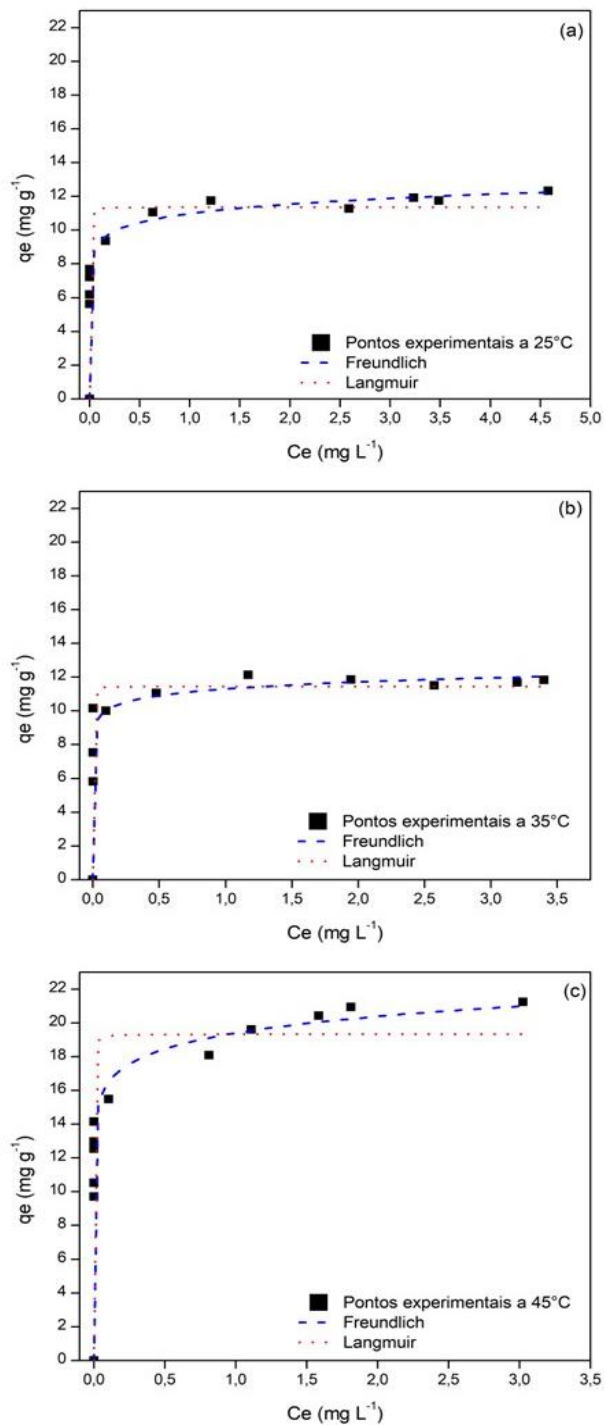 (a)
22
20
18
16
14
12
10
8
6
4
2
0
qe (mg g⁻¹)
Pontos experimentais a 25°C
Freundlich
Langmuir
0,0 0,5 1,0 1,5 2,0 2,5 3,0 3,5 4,0 4,5 5,0
Ce (mg L⁻¹)
(b)
22
20
18
16
14
12
10
8
6
4
2
0
qe (mg g⁻¹)
Pontos experimentais a 35°C
Freundlich
Langmuir
0,0 0,5 1,0 1,5 2,0 2,5 3,0 3,5
Ce (mg L⁻¹)
(c)
22
20
18
16
14
12
10
8
6
4
2
0
qe (mg g⁻¹)
Pontos experimentais a 45°C
Freundlich
Langmuir
0,0 0,5 1,0 1,5 2,0 2,5 3,0 3,5
Ce (mg L⁻¹)